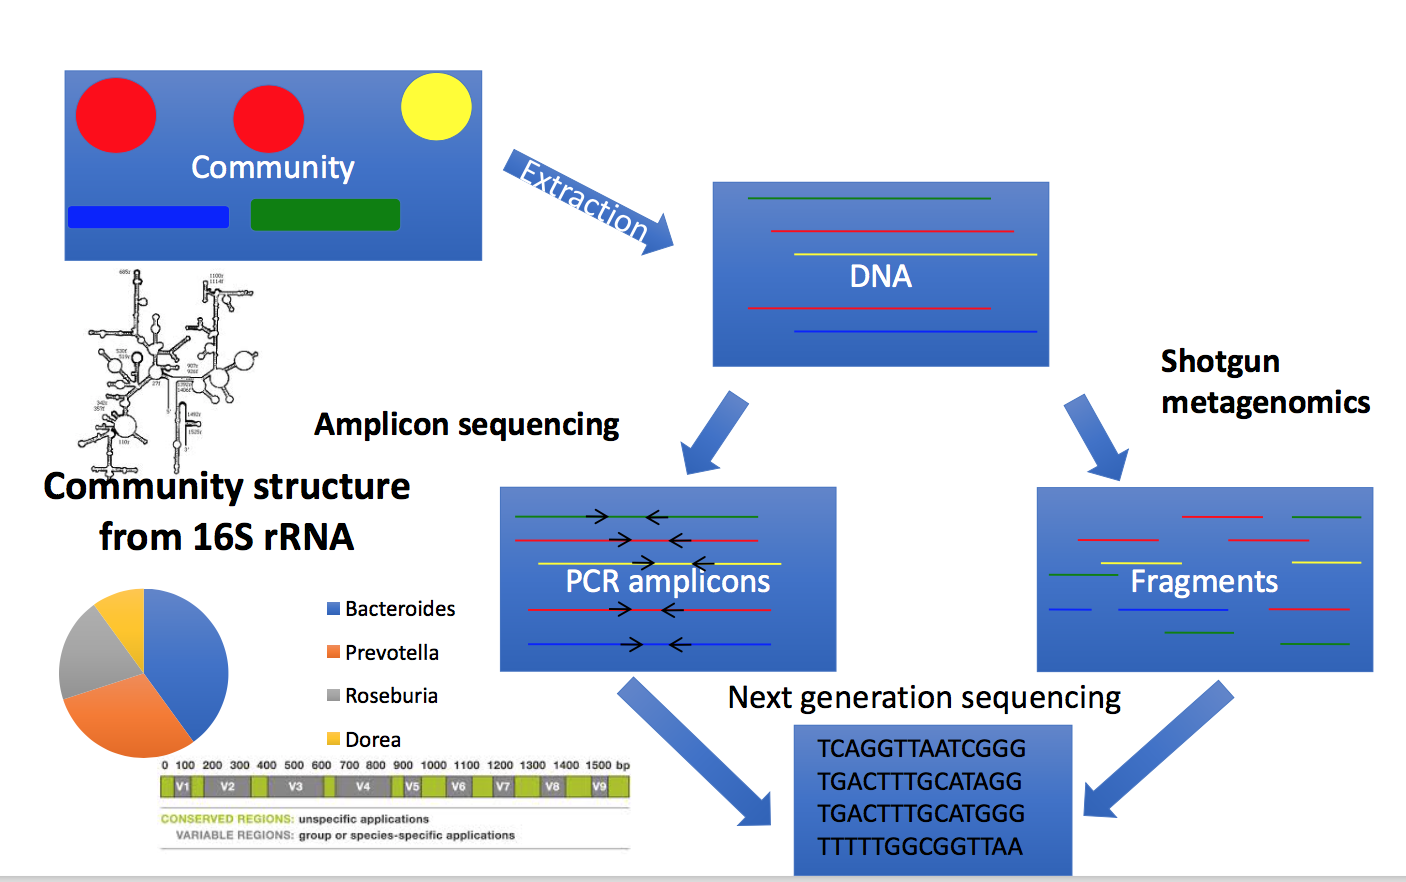 Community
Extraction
DNA
Shotgun
metagenomics
Amplicon sequencing
Community structure
from 16S rRNA
PCR amplicons
Fragments
Bacteroides
Prevotella
Roseburia
Dorea
Next generation sequencing
0 100 200 300 400 500 600 700 800 900 1000 1100 1200 1300 1400 1500 bp
V1 V2 V3 V4 V5 V6 V7 V8 V9
CONSERVED REGIONS: unspecific applications
VARIABLE REGIONS: group or species-specific applications
TCAGGTTAATCGGG
TGACTTTGCATAGG
TGACTTTGCATGGG
TTTTTGGCGGTTAA